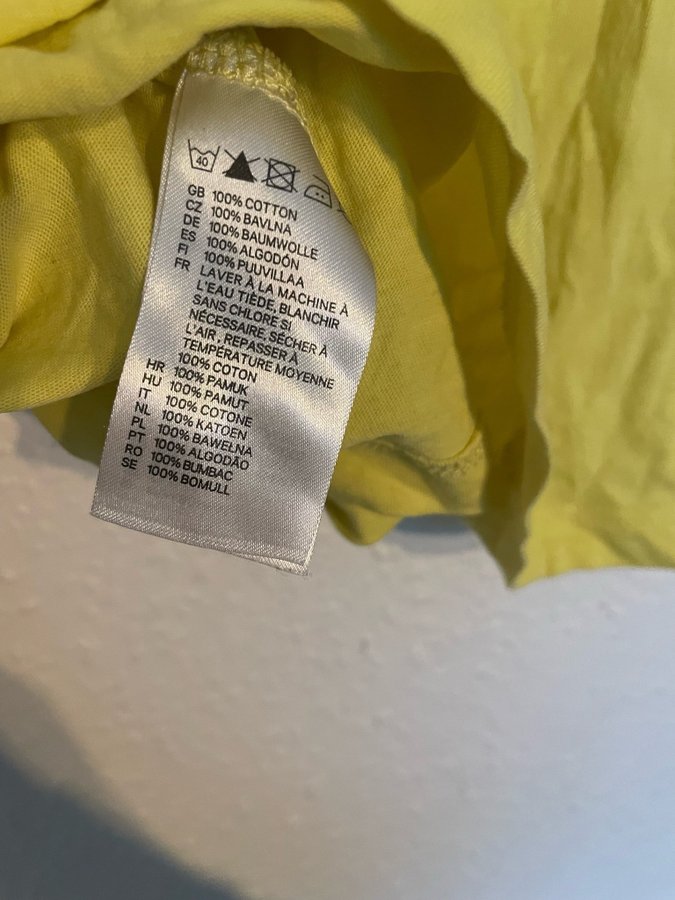 40
GB 100% COTTON
CZ 100% BAVLNA
DE 100% BAUMWOLLE
ES 100% ALGODÓN
FI 100% PUUVILLAA
FR LAVER À LA MACHINE À
L'EAU TIÈDE, BLANCHIR
SANS CHLORE SI
NÉCESSAIRE, SÉCHER À
L'AIR, REPASSER À
TEMPÉRATURE MOYENNE
100% COTON
HR 100% PAMUK
HU 100% PAMUT
IT 100% COTONE
NL 100% KATOEN
PL 100% BAWEŁNA
PT 100% ALGODÃO
RO 100% BUMBAC
SE 100% BOMULL